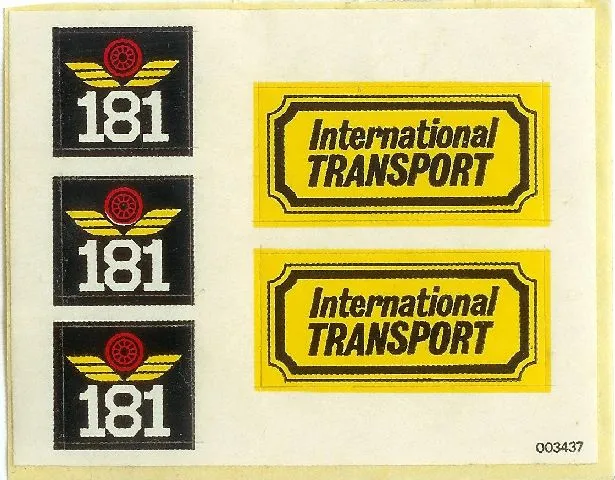 181
181
181
International
TRANSPORT
International
TRANSPORT
003437